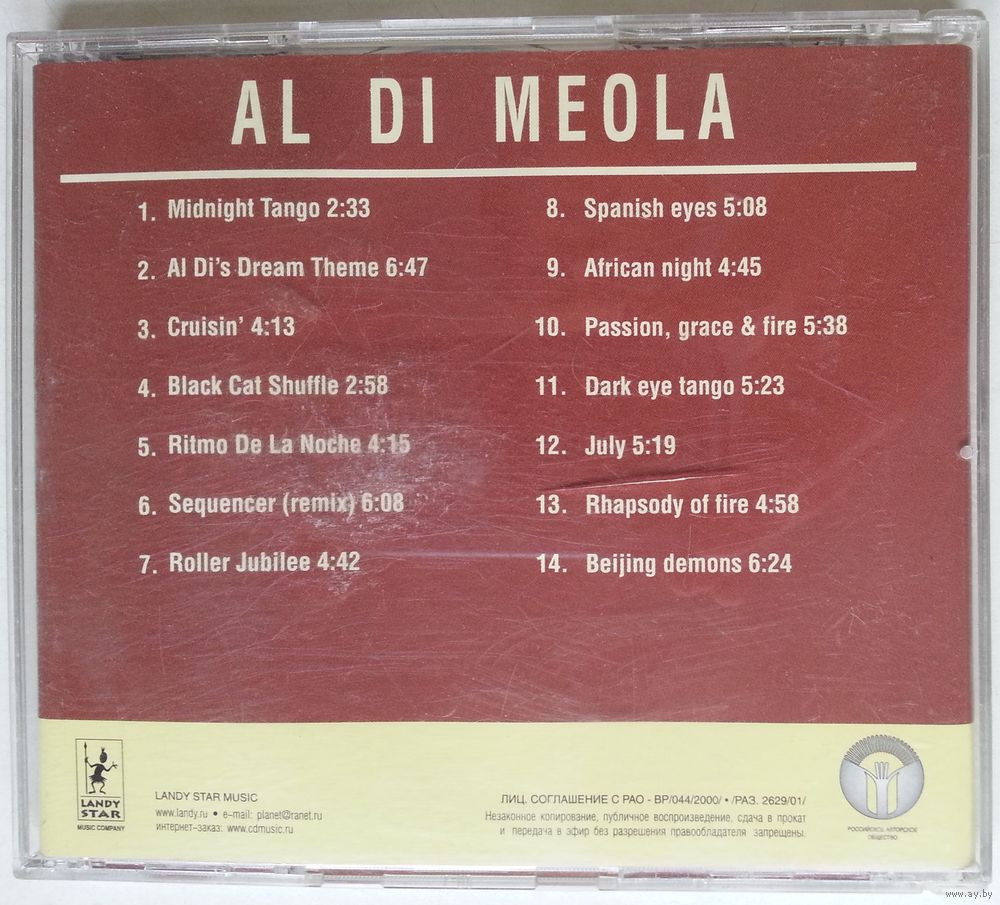 AL DI MEOLA
1. Midnight Tango 2:33
2. Al Di's Dream Theme 6:47
3. Cruisin' 4:13
4. Black Cat Shuffle 2:58
5. Ritmo De La Noche 4:15
6. Sequencer (remix) 6:08
7. Roller Jubilee 4:42
8. Spanish eyes 5:08
9. African night 4:45
10. Passion, grace & fire 5:38
11. Dark eye tango 5:23
12. July 5:19
13. Rhapsody of fire 4:58
14. Beijing demons 6:24
LANDY
STAR
MUSIC COMPANY
LANDY STAR MUSIC
www.landy.ru • e-mail: planet@ranet.ru
интернет-заказ: www.cdmusic.ru
ЛИЦ. СОГЛАШЕНИЕ С РАО - ВР/044/2000/ • /РАЗ. 2629/01/
Незаконное копирование, публичное воспроизведение, сдача в прокат
и передача в эфир без разрешения правообладателя запрещены.
РОССИЙСКОЕ АВТОРСКОЕ
ОБЩЕСТВО
www.ay.by